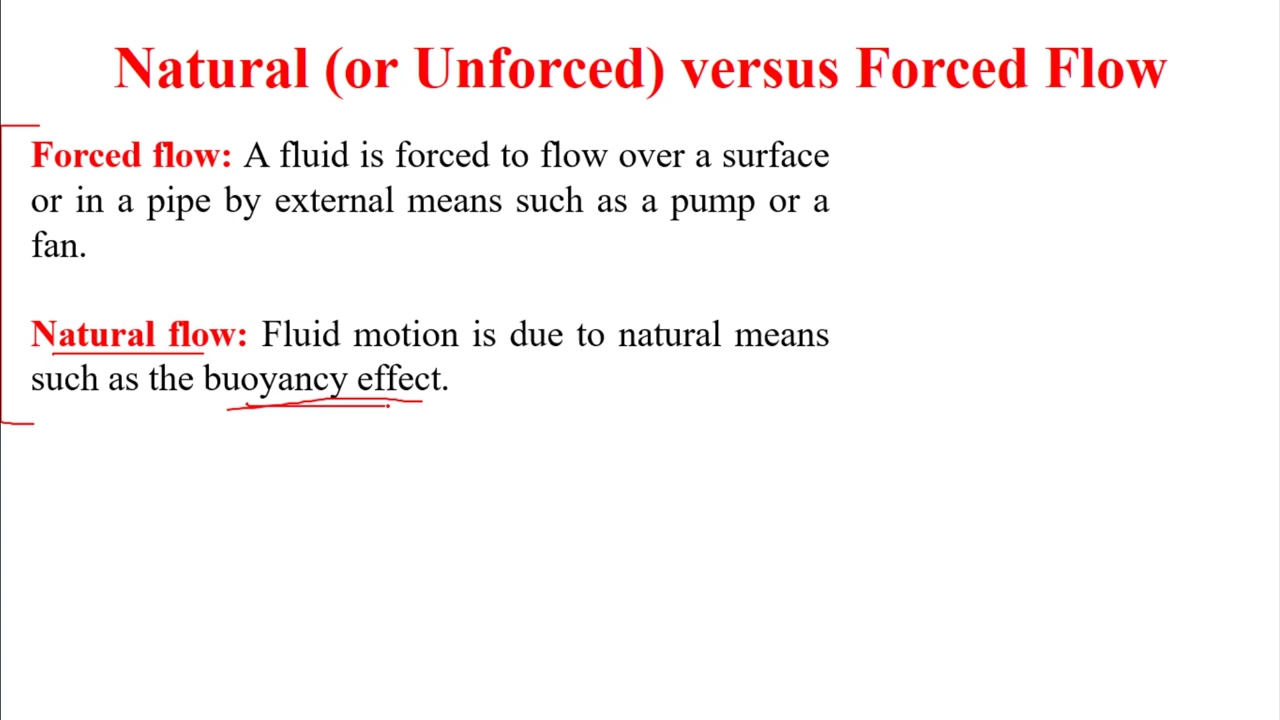 Natural (or Unforced) versus Forced Flow
Forced flow: A fluid is forced to flow over a surface
or in a pipe by external means such as a pump or a
fan.
Natural flow: Fluid motion is due to natural means
such as the buoyancy effect.